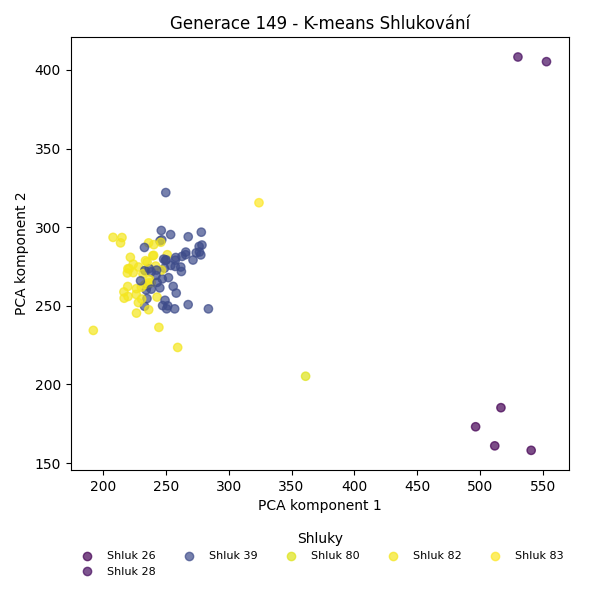 Generace 149 - K-means Shlukování
PCA komponent 2
400
350
300
250
200
150
200 250 300 350 400 450 500 550
PCA komponent 1
Shluky
Shluk 26 Shluk 39 Shluk 80 Shluk 82 Shluk 83
Shluk 28